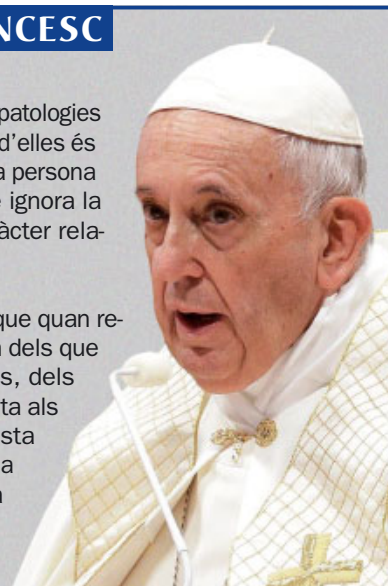 NCESC
patologies
d’elles és
a persona
e ignora la
àcter rela-
que quan re-
n dels que
s, dels
ta als
sta
a
a